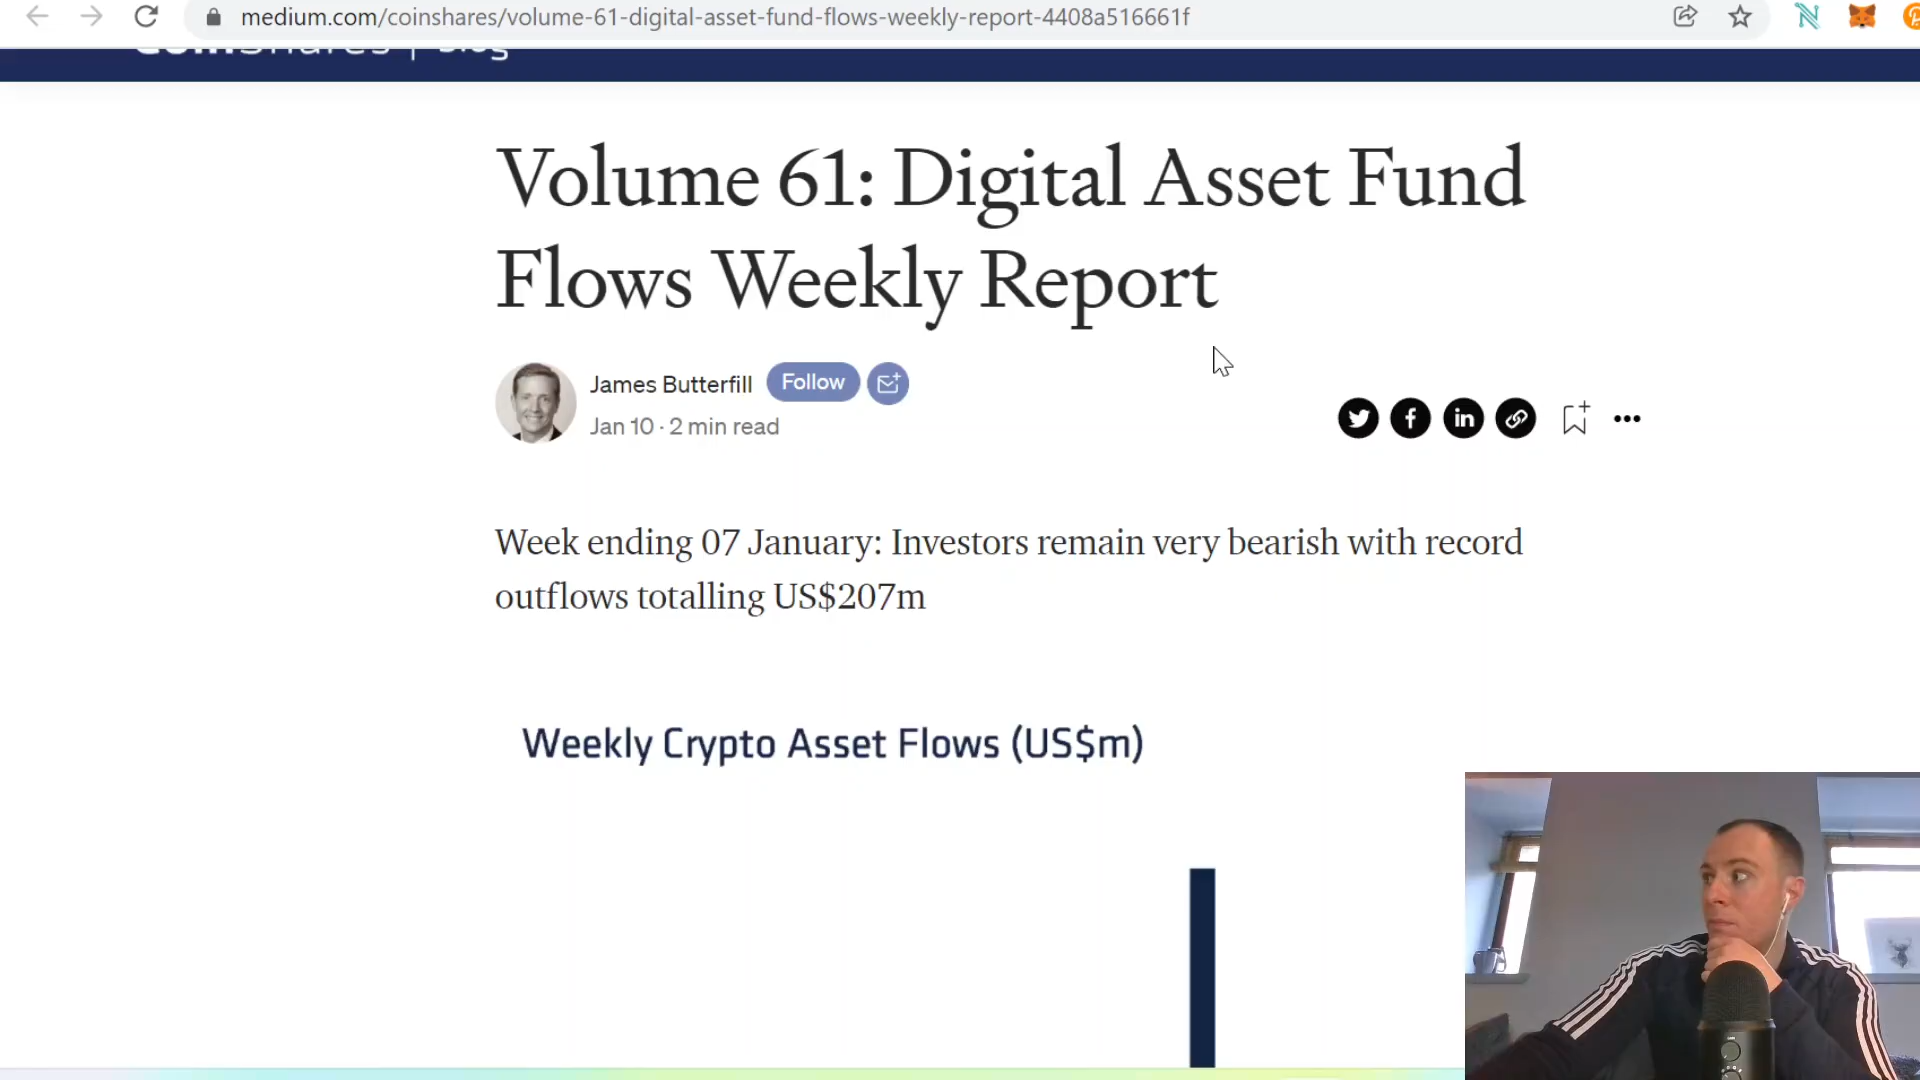 medium.com/coinshares/volume-61-digital-asset-fund-flows-weekly-report-4408a516661f
CoinShares | Blog
Volume 61: Digital Asset Fund
Flows Weekly Report
James Butterfill Follow
Jan 10 · 2 min read
Week ending 07 January: Investors remain very bearish with record
outflows totalling US$207m
Weekly Crypto Asset Flows (US$m)